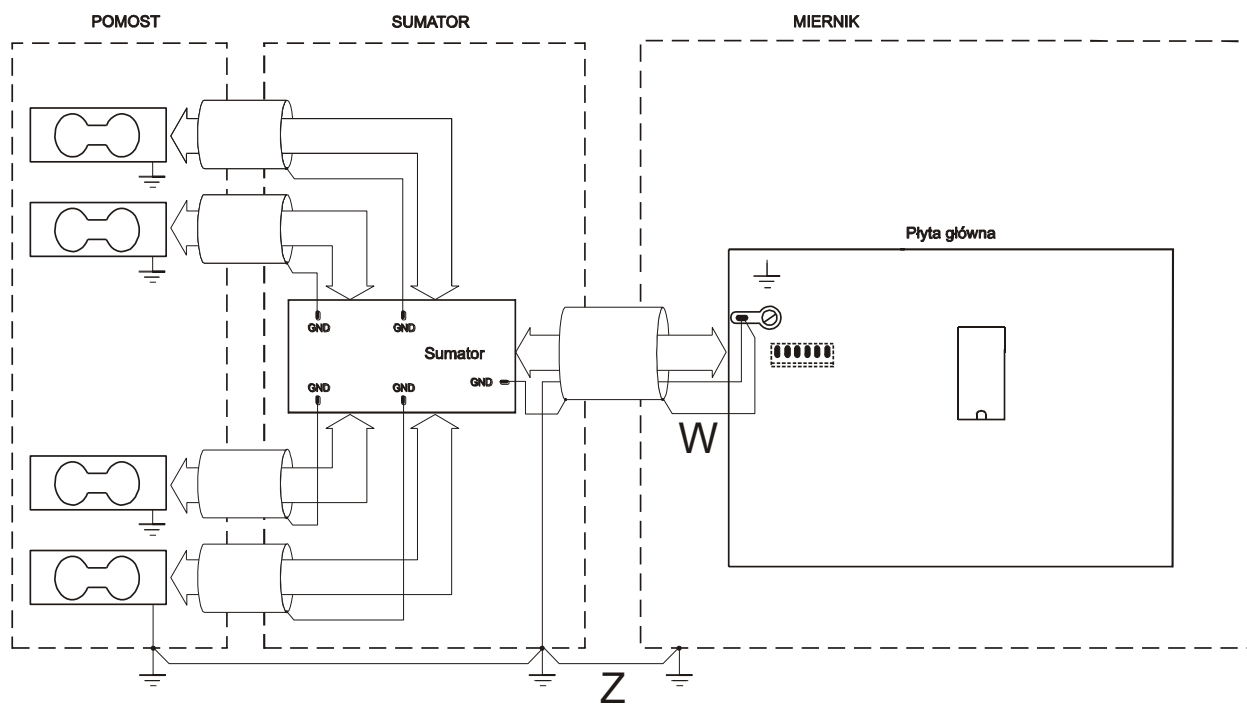 POMOST
SUMATOR
MIERNIK
Płyta główna
GND
GND
Sumator
GND
GND
GND
W
Z